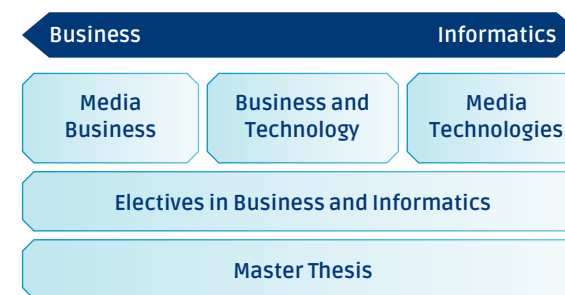 Business Informatics
Media
Business
Business and
Technology
Media
Technologies
Electives in Business and Informatics
Master Thesis